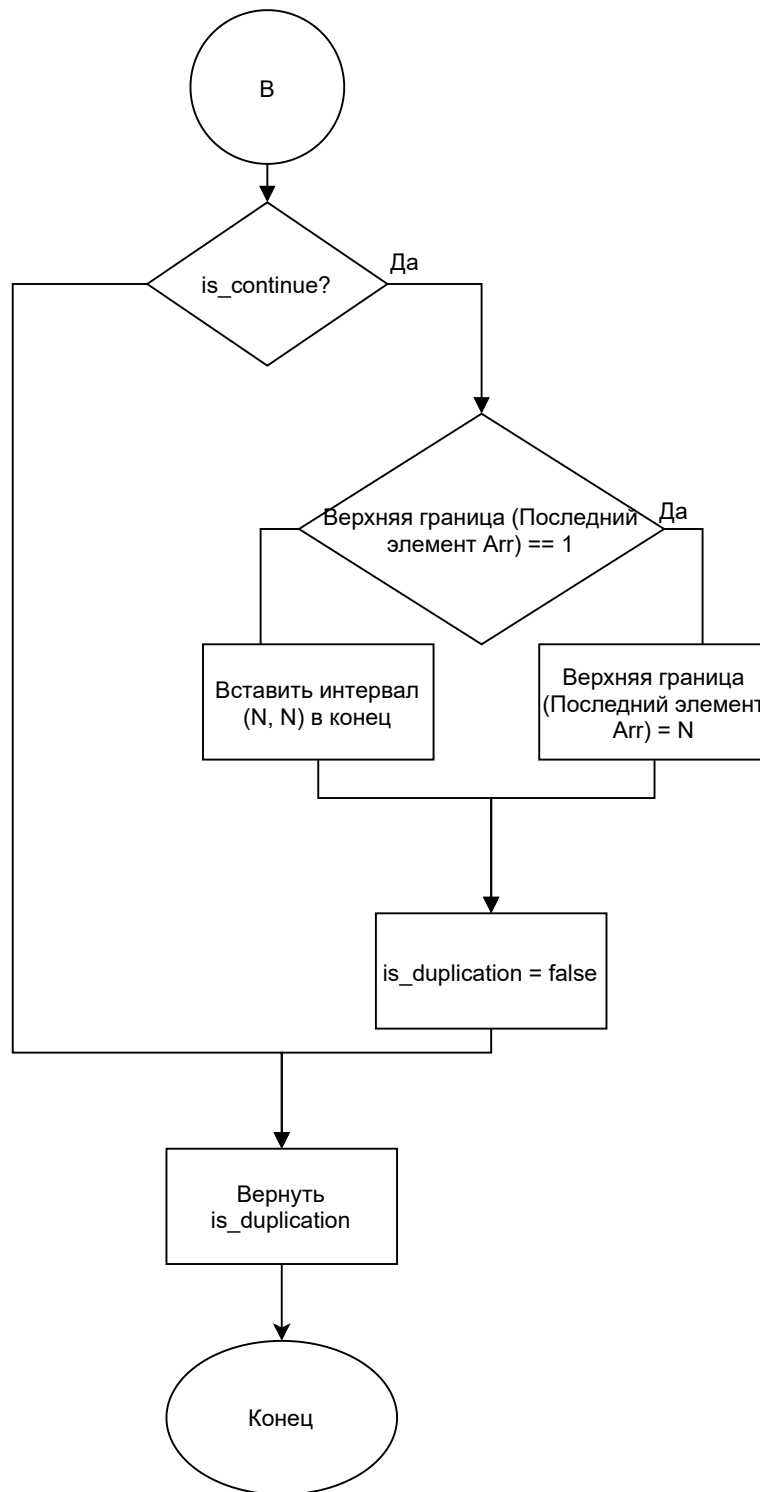 В
is_continue?
Да
Верхняя граница (Последний
элемент Arr) == 1
Да
Вставить интервал
(N, N) в конец
Верхняя граница
(Последний элемент
Arr) = N
is_duplication = false
Вернуть
is_duplication
Конец